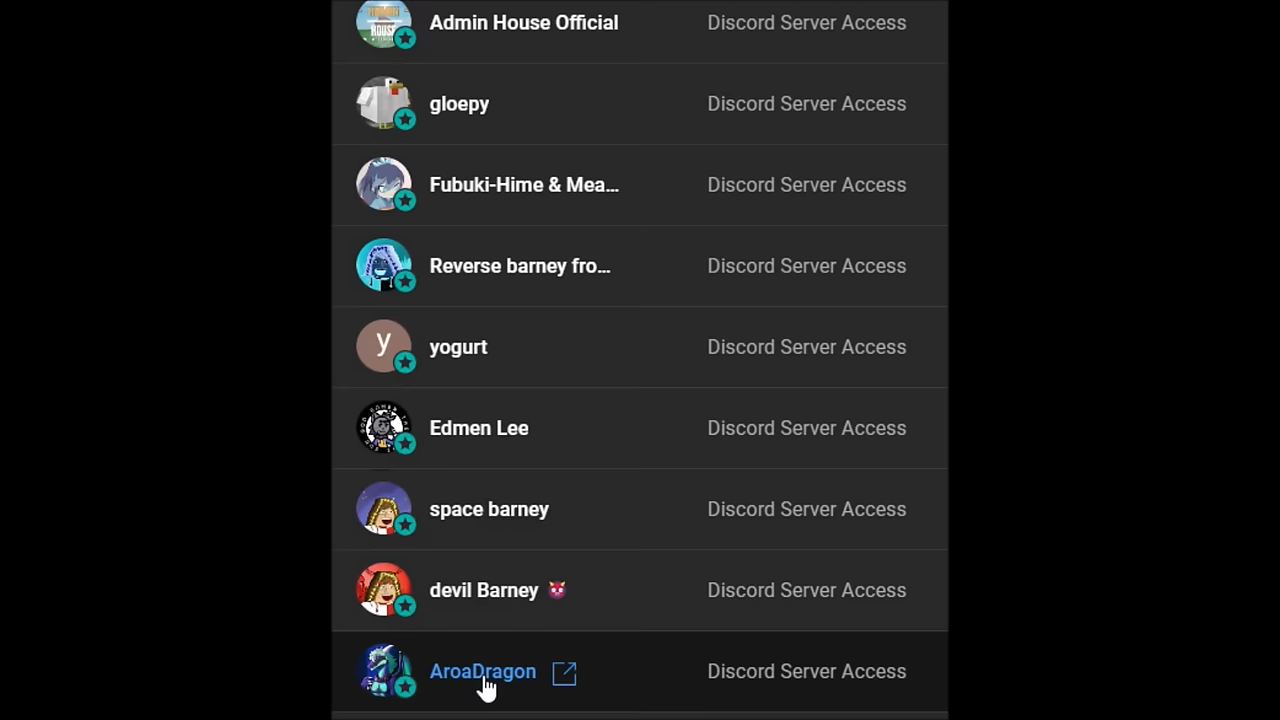 Admin House Official Discord Server Access
gloepy Discord Server Access
Fubuki-Hime & Mea... Discord Server Access
Reverse barney fro... Discord Server Access
y
yogurt Discord Server Access
Edmen Lee Discord Server Access
space barney Discord Server Access
devil Barney 👿 Discord Server Access
AroaDragon Discord Server Access